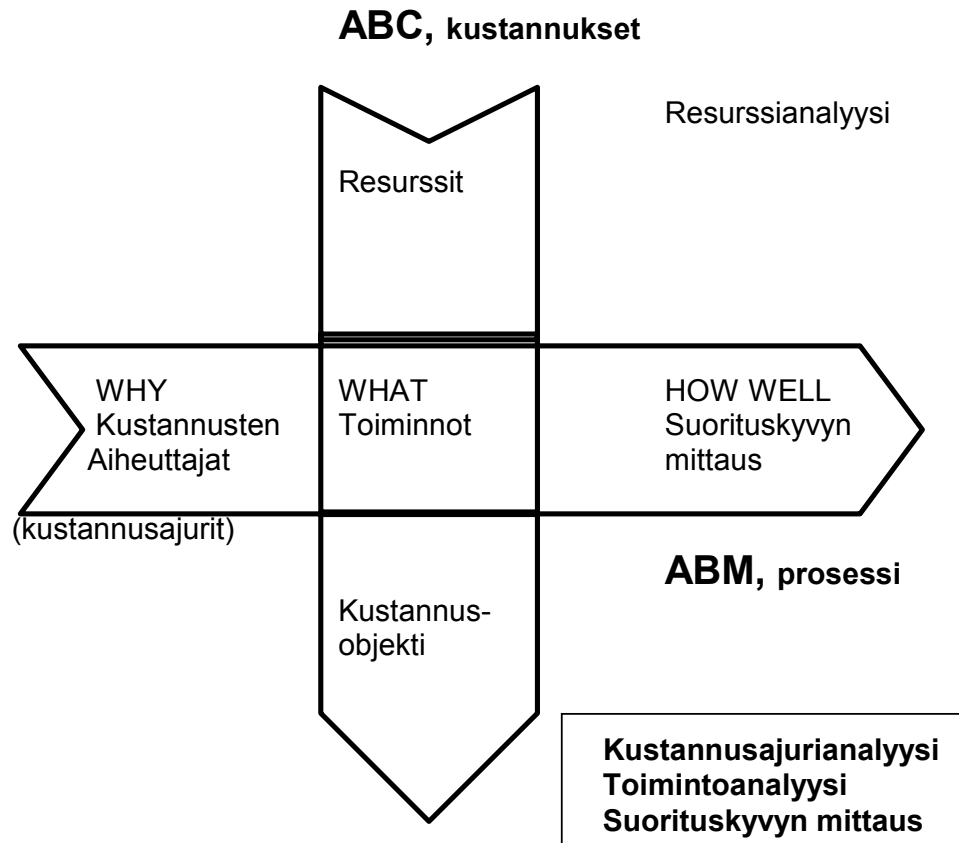 ABC, kustannukset
Resurssianalyysi
Resurssit
WHY
Kustannusten
Aiheuttajat
(kustannusajurit)
WHAT
Toiminnot
HOW WELL
Suorituskyvyn
mittaus
ABM, prosessi
Kustannus-
objekti
Kustannusajurianalyysi
Toimintoanalyysi
Suorituskyvyn mittaus